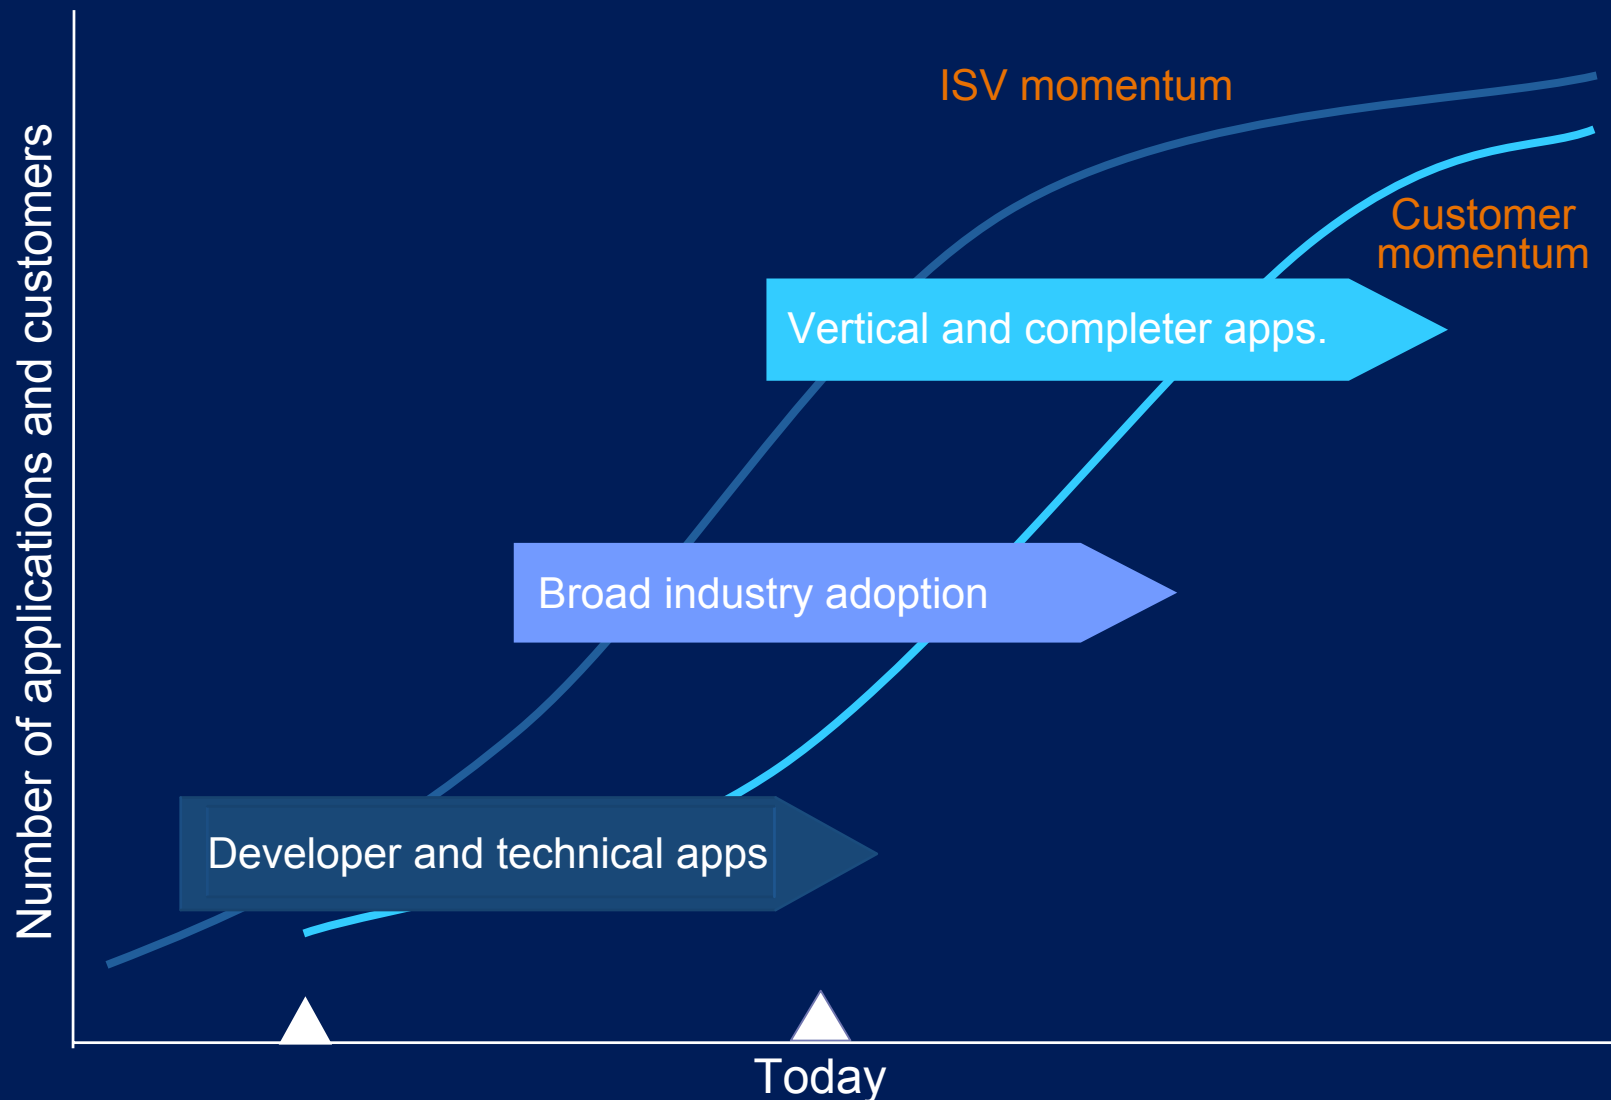 Number of applications and customers
ISV momentum
Customer
momentum
Vertical and completer apps.
Broad industry adoption
Developer and technical apps
Today